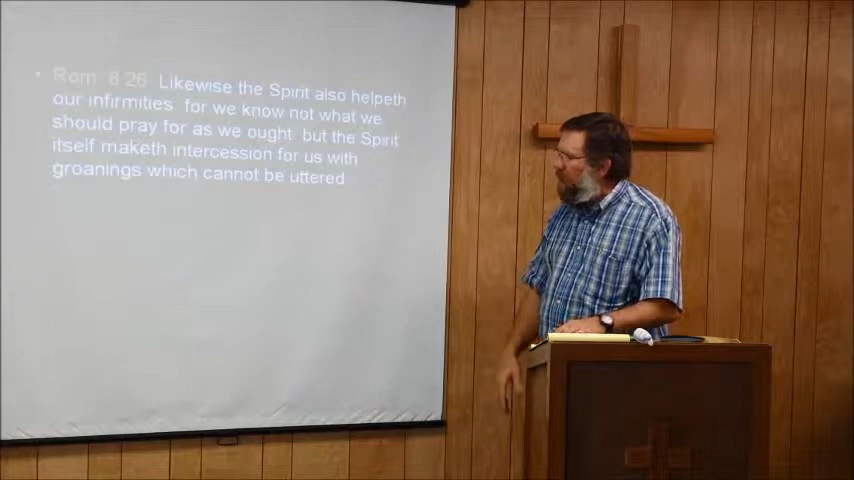 • Rom 8:26 Likewise the Spirit also helpeth
our infirmities for we know not what we
should pray for as we ought but the Spirit
itself maketh intercession for us with
groanings which cannot be uttered